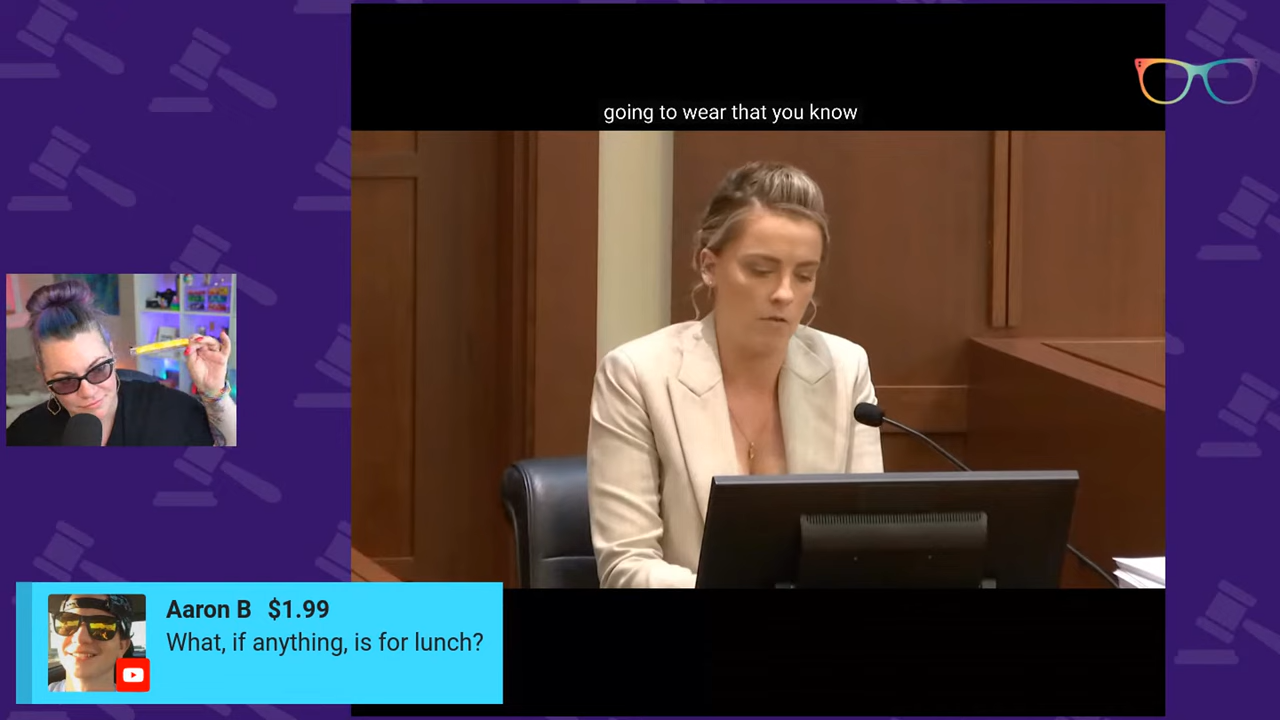 going to wear that you know
Aaron B $1.99
What, if anything, is for lunch?